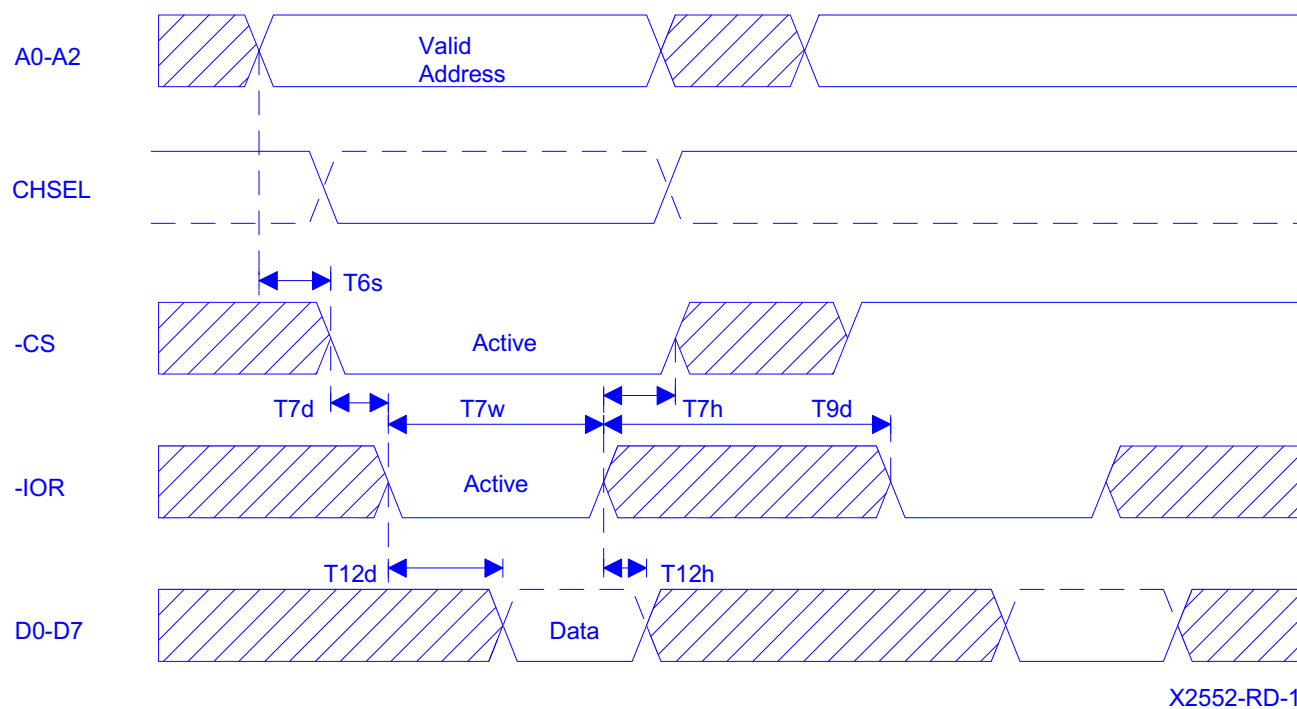 A0-A2
Valid
Address
CHSEL
T6s
-CS
Active
T7d
T7w
T7h
T9d
-IOR
Active
T12d
T12h
D0-D7
Data
X2552-RD-1